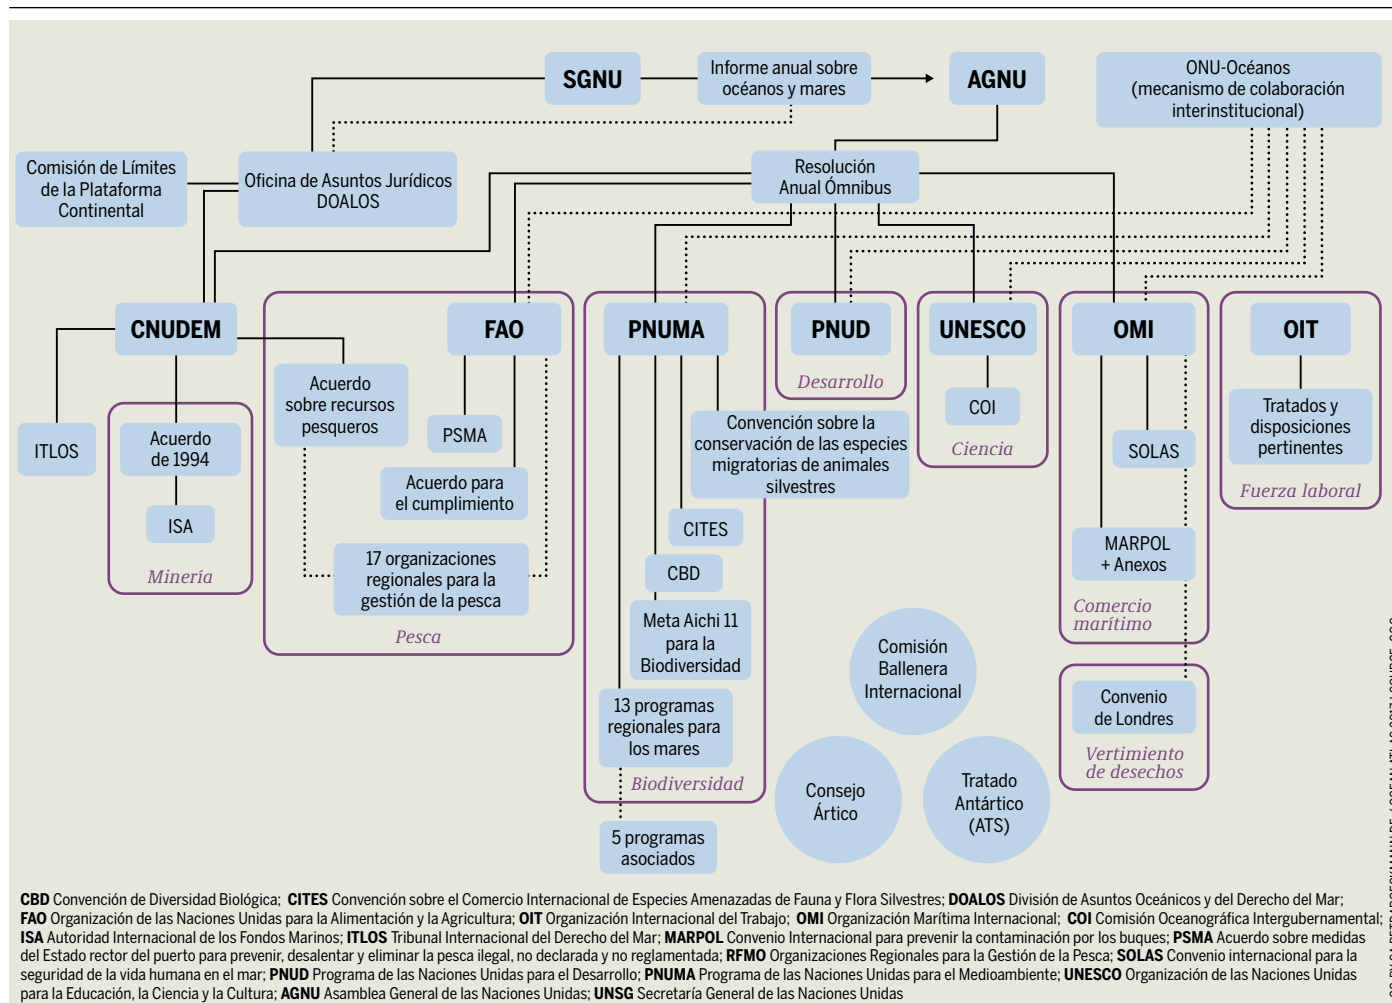 SGNU
Informe anual sobre
océanos y mares
AGNU
ONU-Océanos
(mecanismo de colaboración
interinstitucional)
Comisión de Límites
de la Plataforma
Continental
Oficina de Asuntos Jurídicos
DOALOS
Resolución
Anual Ómnibus
CNUDEM
FAO
PNUMA
PNUD
UNESCO
OMI
OIT
Desarrollo
ITLOS
Acuerdo
de 1994
ISA
Minería
Acuerdo
sobre recursos
pesqueros
PSMA
Acuerdo para
el cumplimiento
17 organizaciones
regionales para la
gestión de la pesca
Pesca
Convención sobre la
conservación de las especies
migratorias de animales
silvestres
CITES
CBD
Meta Aichi 11
para la
Biodiversidad
13 programas
regionales para
los mares
Biodiversidad
5 programas
asociados
COI
Ciencia
SOLAS
MARPOL
+ Anexos
Comercio
marítimo
Tratados y
disposiciones
pertinentes
Fuerza laboral
Convenio
de Londres
Vertimiento
de desechos
Comisión
Ballenera
Internacional
Consejo
Ártico
Tratado
Antártico
(ATS)
CBD Convención de Diversidad Biológica; CITES Convención sobre el Comercio Internacional de Especies Amenazadas de Fauna y Flora Silvestres; DOALOS División de Asuntos Oceánicos y del Derecho del Mar;
FAO Organización de las Naciones Unidas para la Alimentación y la Agricultura; OIT Organización Internacional del Trabajo; OMI Organización Marítima Internacional; COI Comisión Oceanográfica Intergubernamental;
ISA Autoridad Internacional de los Fondos Marinos; ITLOS Tribunal Internacional del Derecho del Mar; MARPOL Convenio Internacional para prevenir la contaminación por los buques; PSMA Acuerdo sobre medidas
del Estado rector del puerto para prevenir, desalentar y eliminar la pesca ilegal, no declarada y no reglamentada; RFMO Organizaciones Regionales para la Gestión de la Pesca; SOLAS Convenio internacional para la
seguridad de la vida humana en el mar; PNUD Programa de las Naciones Unidas para el Desarrollo; PNUMA Programa de las Naciones Unidas para el Medioambiente; UNESCO Organización de las Naciones Unidas
para la Educación, la Ciencia y la Cultura; AGNU Asamblea General de las Naciones Unidas; UNSG Secretaría General de las Naciones Unidas